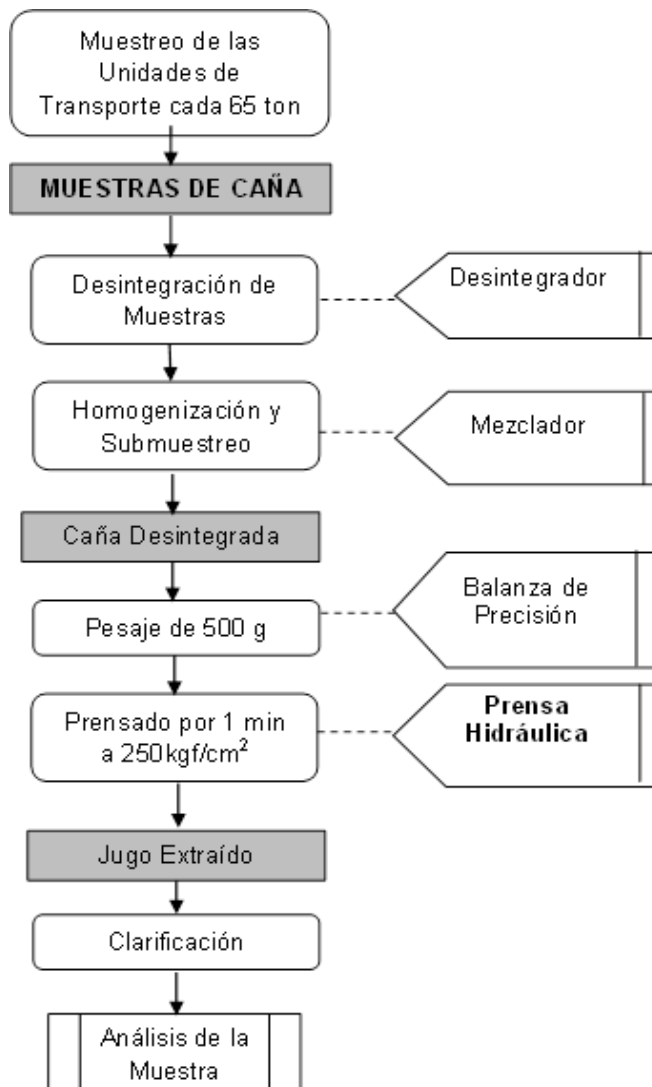 Muestreo de las
Unidades de
Transporte cada 65 ton
MUESTRAS DE CAÑA
Desintegración de
Muestras
Desintegrador
Homogenización y
Submuestreo
Mezclador
Caña Desintegrada
Pesaje de 500 g
Balanza de
Precisión
Prensado por 1 min
a 250kgf/cm²
Prensa
Hidráulica
Jugo Extraído
Clarificación
Análisis de la
Muestra